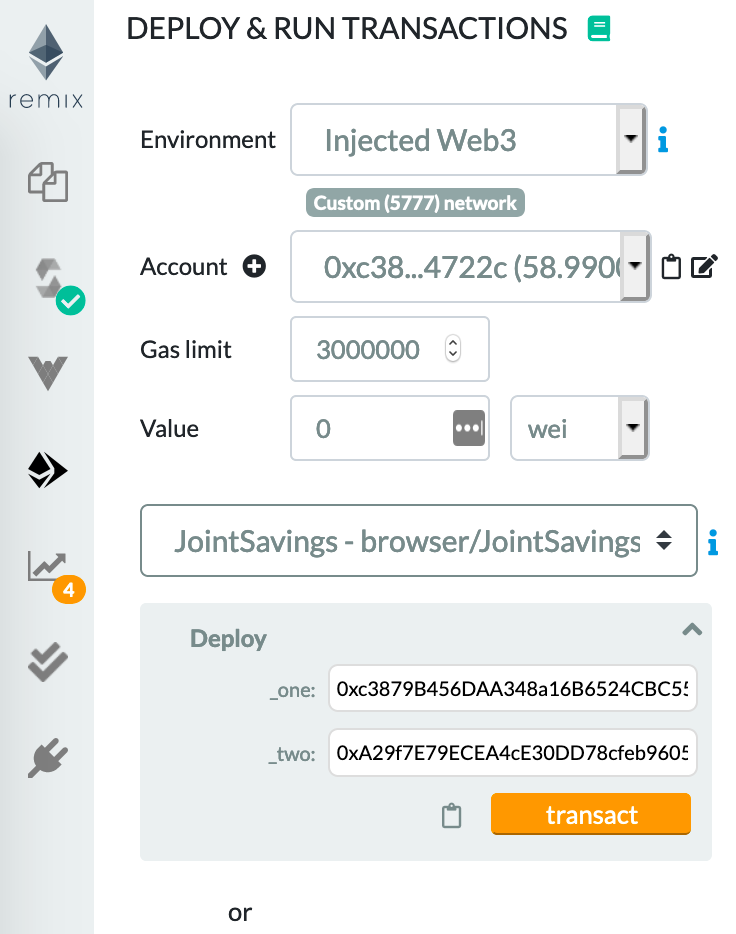 DEPLOY & RUN TRANSACTIONS
remix
Environment
Injected Web3
Custom (5777) network
Account
0xc38...4722c (58.990
Gas limit
3000000
Value
0
wei
JointSavings - browser/JointSavings
4
Deploy
_one:
0xc3879B456DAA348a16B6524CBC55
_two:
0xA29f7E79ECEA4cE30DD78cfeb9605
transact
or